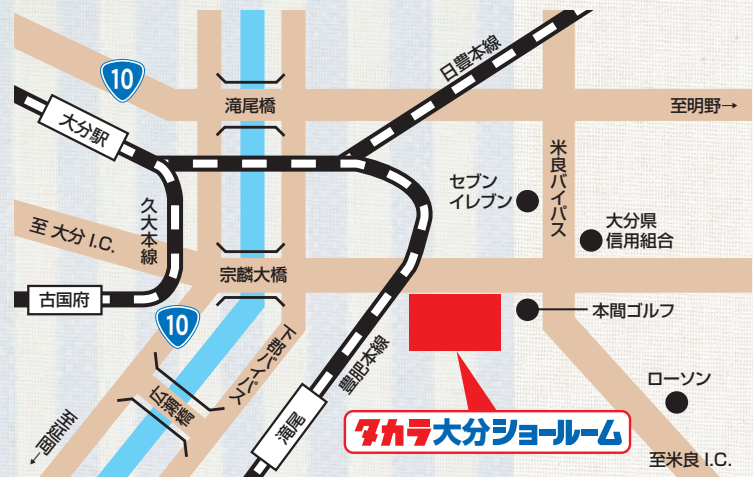 日豊本線
10
滝尾橋
至明野→
大分駅
米良バイパス
セブン
イレブン
久大本線
至 大分 I.C.
大分県
信用組合
宗麟大橋
古国府
10
本間ゴルフ
下郡バイパス
豊肥本線
広瀬橋
ローソン
滝尾
至延岡
←
タカラ大分ショールーム
至米良 I.C.